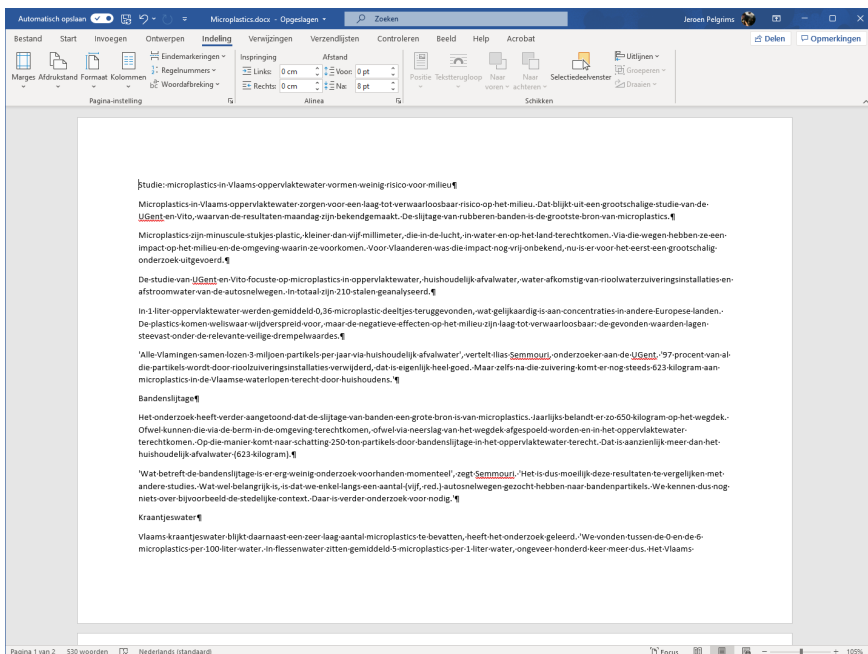 Automatisch opslaan
Microplastics.docx - Opgeslagen
Zoeken
Jeroen Pelgrims
Bestand Start Invoegen Ontwerpen Indeling Verwijzingen Verzendlijsten Controleren Beeld Help Acrobat Delen Opmerkingen
Marges Afdrukstand Formaat Kolommen
Eindemarkeringen
Regelnummers
Woordafbreking
Pagina-instelling
Inspringing Afstand
Links: 0 cm Voor: 0 pt
Rechts: 0 cm Na: 8 pt
Alinea
Positie Tekstterugloop Naar voren Naar achteren Selectiedeelvenster
Uitlijnen
Groeperen
Draaien
Schikken
Studie:·microplastics·in·Vlaams·oppervlaktewater·vormen·weinig·risico·voor·milieu¶
Microplastics·in·Vlaams·oppervlaktewater·zorgen·voor·een·laag·tot·verwaarloosbaar·risico·op·het·milieu.·Dat·blijkt·uit·een·grootschalige·studie·van·de·
UGent·en·Vito,·waarvan·de·resultaten·maandag·zijn·bekendgemaakt.·De·slijtage·van·rubberen·banden·is·de·grootste·bron·van·microplastics.¶
Microplastics·zijn·minuscule·stukjes·plastic,·kleiner·dan·vijf·millimeter,·die·in·de·lucht,·in·water·en·op·het·land·terechtkomen.·Via·die·wegen·hebben·ze·een·
impact·op·het·milieu·en·de·omgeving·waarin·ze·voorkomen.·Voor·Vlaanderen·was·die·impact·nog·vrij·onbekend,·nu·is·er·voor·het·eerst·een·grootschalig·
onderzoek·uitgevoerd.¶
De·studie·van·UGent·en·Vito·focuste·op·microplastics·in·oppervlaktewater,·huishoudelijk·afvalwater,·water·afkomstig·van·rioolwaterzuiveringsinstallaties·en·
afstroomwater·van·de·autosnelwegen.·In·totaal·zijn·210·stalen·geanalyseerd.¶
In·1·liter·oppervlaktewater·werden·gemiddeld·0,36·microplastic·deeltjes·teruggevonden,·wat·gelijkaardig·is·aan·concentraties·in·andere·Europese·landen.·
De·plastics·komen·weliswaar·wijdverspreid·voor,·maar·de·negatieve·effecten·op·het·milieu·zijn·laag·tot·verwaarloosbaar:·de·gevonden·waarden·lagen·
steevast·onder·de·relevante·veilige·drempelwaardes.¶
'Alle·Vlamingen·samen·lozen·3·miljoen·partikels·per·jaar·via·huishoudelijk·afvalwater',·vertelt·Ilias·Semmouri,·onderzoeker·aan·de·UGent.·'97·procent·van·al·
die·partikels·wordt·door·rioolzuiveringsinstallaties·verwijderd,·dat·is·eigenlijk·heel·goed.·Maar·zelfs·na·die·zuivering·komt·er·nog·steeds·623·kilogram·aan·
microplastics·in·de·Vlaamse·waterlopen·terecht·door·huishoudens.'¶
Bandenslijtage¶
Het·onderzoek·heeft·verder·aangetoond·dat·de·slijtage·van·banden·een·grote·bron·is·van·microplastics.·Jaarlijks·belandt·er·zo·650·kilogram·op·het·wegdek.·
Ofwel·kunnen·die·via·de·berm·in·de·omgeving·terechtkomen,·ofwel·via·neerslag·van·het·wegdek·afgespoeld·worden·en·in·het·oppervlaktewater·
terechtkomen.·Op·die·manier·komt·naar·schatting·250·ton·partikels·door·bandenslijtage·in·het·oppervlaktewater·terecht.·Dat·is·aanzienlijk·meer·dan·het·
huishoudelijk·afvalwater·(623·kilogram).¶
'Wat·betreft·de·bandenslijtage·is·er·erg·weinig·onderzoek·voorhanden·momenteel',·zegt·Semmouri.·'Het·is·dus·moeilijk·deze·resultaten·te·vergelijken·met·
andere·studies.·Wat·wel·belangrijk·is,·is·dat·we·enkel·langs·een·aantal·(vijf,·red.)·autosnelwegen·gezocht·hebben·naar·bandenpartikels.·We·kennen·dus·nog·
niets·over·bijvoorbeeld·de·stedelijke·context.·Daar·is·verder·onderzoek·voor·nodig.'¶
Kraantjeswater¶
Vlaams·kraantjeswater·blijkt·daarnaast·een·zeer·laag·aantal·microplastics·te·bevatten,·heeft·het·onderzoek·geleerd.·'We·vonden·tussen·de·0·en·de·6·
microplastics·per·100·liter·water.·In·flessenwater·zitten·gemiddeld·5·microplastics·per·1·liter·water,·ongeveer·honderd·keer·meer·dus.·Het·Vlaams·
Pagina 1 van 2 530 woorden Nederlands (standaard) Focus 105%